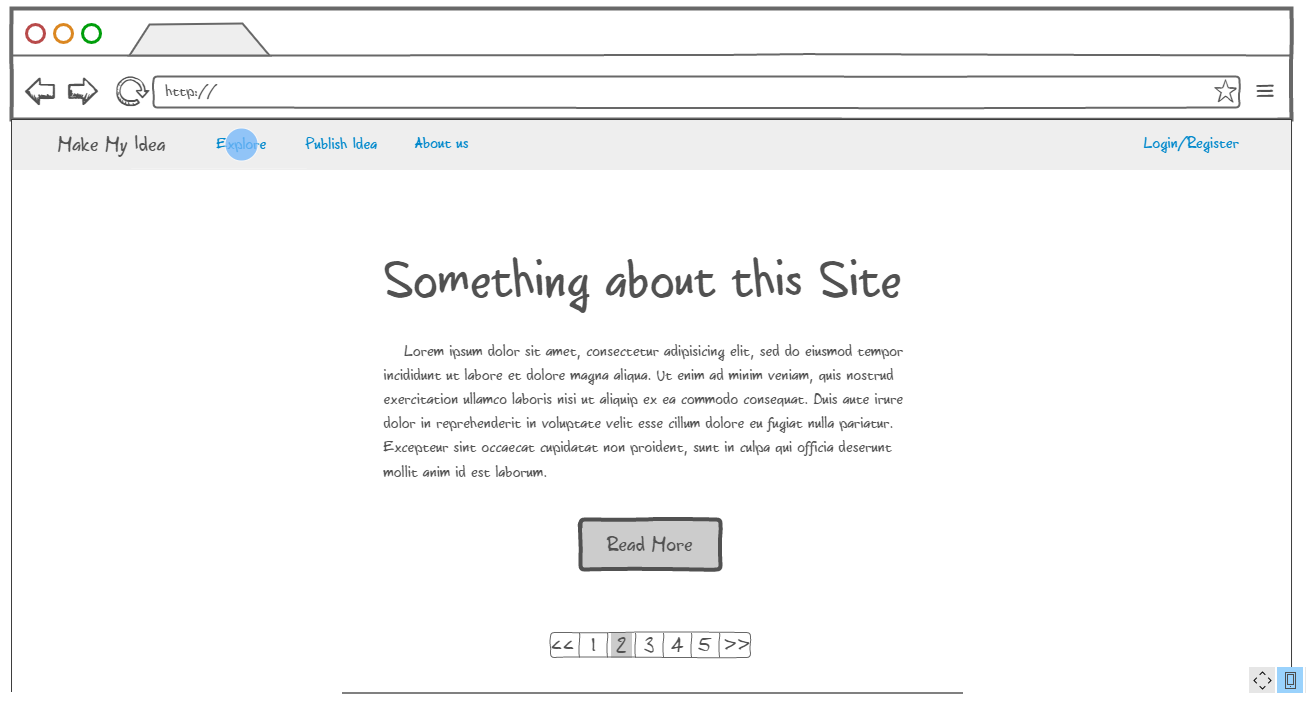 http://
Make My Idea Explore Publish Idea About us Login/Register
Something about this Site
Lorem ipsum dolor sit amet, consectetur adipisicing elit, sed do eiusmod tempor
incididunt ut labore et dolore magna aliqua. Ut enim ad minim veniam, quis nostrud
exercitation ullamco laboris nisi ut aliquip ex ea commodo consequat. Duis aute irure
dolor in reprehenderit in voluptate velit esse cillum dolore eu fugiat nulla pariatur.
Excepteur sint occaecat cupidatat non proident, sunt in culpa qui officia deserunt
mollit anim id est laborum.
Read More
<< 1 2 3 4 5 >>